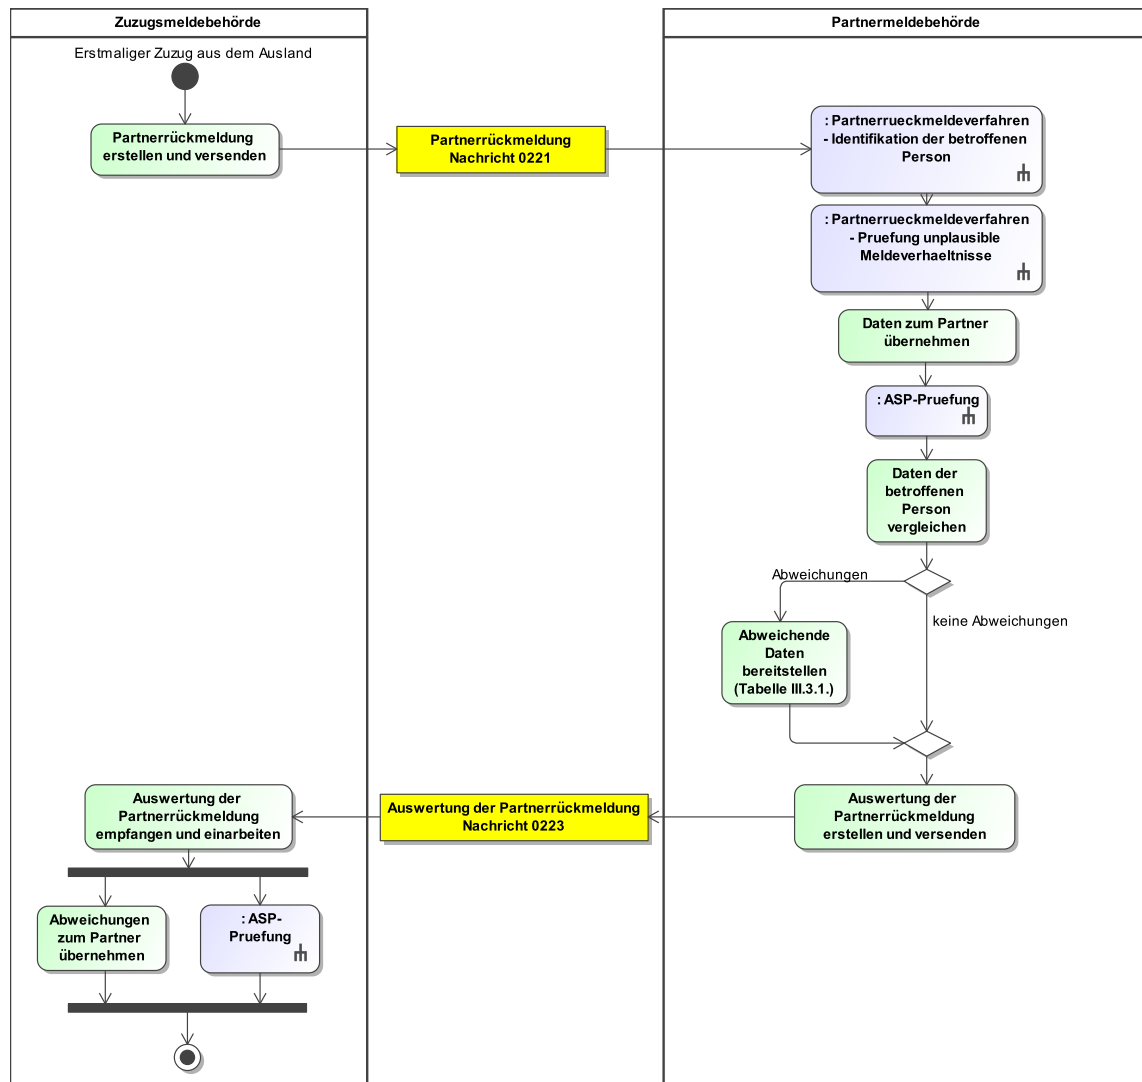 Zuzugsmeldebehörde
Partnermeldebehörde
Erstmaliger Zuzug aus dem Ausland
Partnerrückmeldung
erstellen und versenden
Partnerrückmeldung
Nachricht 0221
: Partnerrueckmeldeverfahren
- Identifikation der betroffenen
Person
: Partnerrueckmeldeverfahren
- Pruefung unplausible
Meldeverhaeltnisse
Daten zum Partner
übernehmen
: ASP-Pruefung
Daten der
betroffenen
Person
vergleichen
Abweichungen
keine Abweichungen
Abweichende
Daten
bereitstellen
(Tabelle III.3.1.)
Auswertung der
Partnerrückmeldung
erstellen und versenden
Auswertung der Partnerrückmeldung
Nachricht 0223
Auswertung der
Partnerrückmeldung
empfangen und einarbeiten
Abweichungen
zum Partner
übernehmen
: ASP-
Pruefung